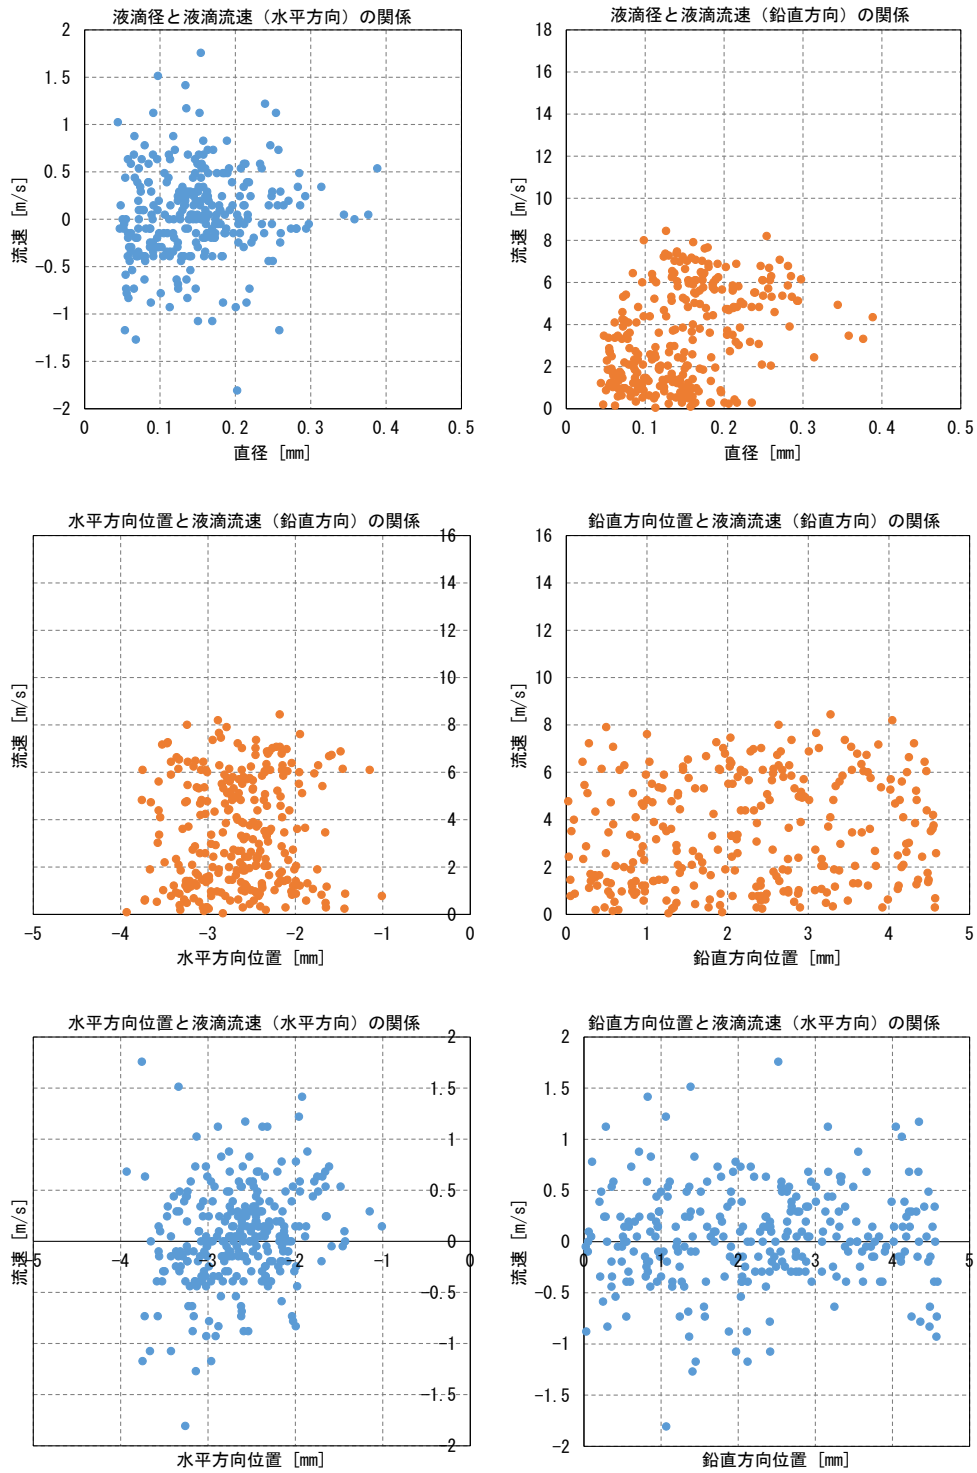 液滴径と液滴流速（水平方向）の関係
2
1.5
1
0.5
0
-0.5
-1
-1.5
-2
流速 [m/s]
0 0.1 0.2 0.3 0.4 0.5
直径 [mm]
液滴径と液滴流速（鉛直方向）の関係
18
16
14
12
10
8
6
4
2
0
流速 [m/s]
0 0.1 0.2 0.3 0.4 0.5
直径 [mm]
水平方向位置と液滴流速（鉛直方向）の関係
16
14
12
10
8
6
4
2
0
流速 [m/s]
-5 -4 -3 -2 -1 0
水平方向位置 [mm]
鉛直方向位置と液滴流速（鉛直方向）の関係
16
14
12
10
8
6
4
2
0
流速 [m/s]
0 1 2 3 4 5
鉛直方向位置 [mm]
水平方向位置と液滴流速（水平方向）の関係
2
1.5
1
0.5
0
-0.5
-1
-1.5
-2
流速 [m/s]
-5 -4 -3 -2 -1 0
水平方向位置 [mm]
鉛直方向位置と液滴流速（水平方向）の関係
2
1.5
1
0.5
0
-0.5
-1
-1.5
-2
流速 [m/s]
0 1 2 3 4 5
鉛直方向位置 [mm]